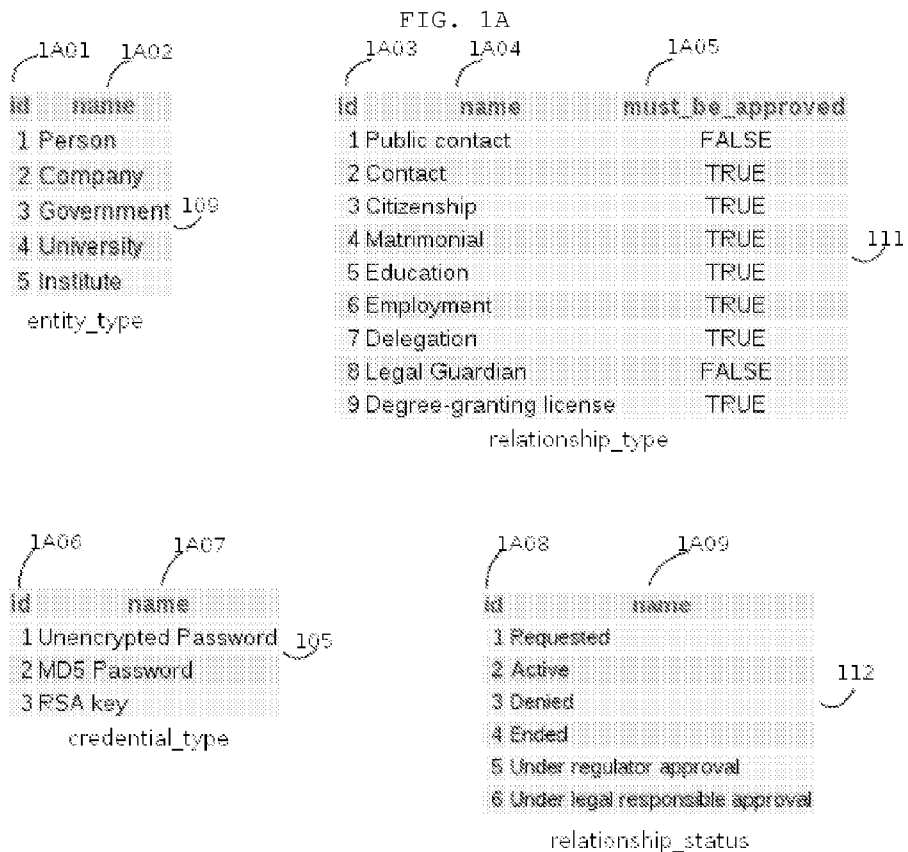 FIG. 1A
1A01 1A02
id name
1 Person
2 Company
3 Government
4 University
5 Institute
109
entity_type
1A03 1A04 1A05
id name must_be_approved
1 Public contact FALSE
2 Contact TRUE
3 Citizenship TRUE
4 Matrimonial TRUE
5 Education TRUE
6 Employment TRUE
7 Delegation TRUE
8 Legal Guardian FALSE
9 Degree-granting license TRUE
111
relationship_type
1A06 1A07
id name
1 Unencrypted Password
2 MD5 Password
3 RSA key
105
credential_type
1A08 1A09
id name
1 Requested
2 Active
3 Denied
4 Ended
5 Under regulator approval
6 Under legal responsible approval
112
relationship_status